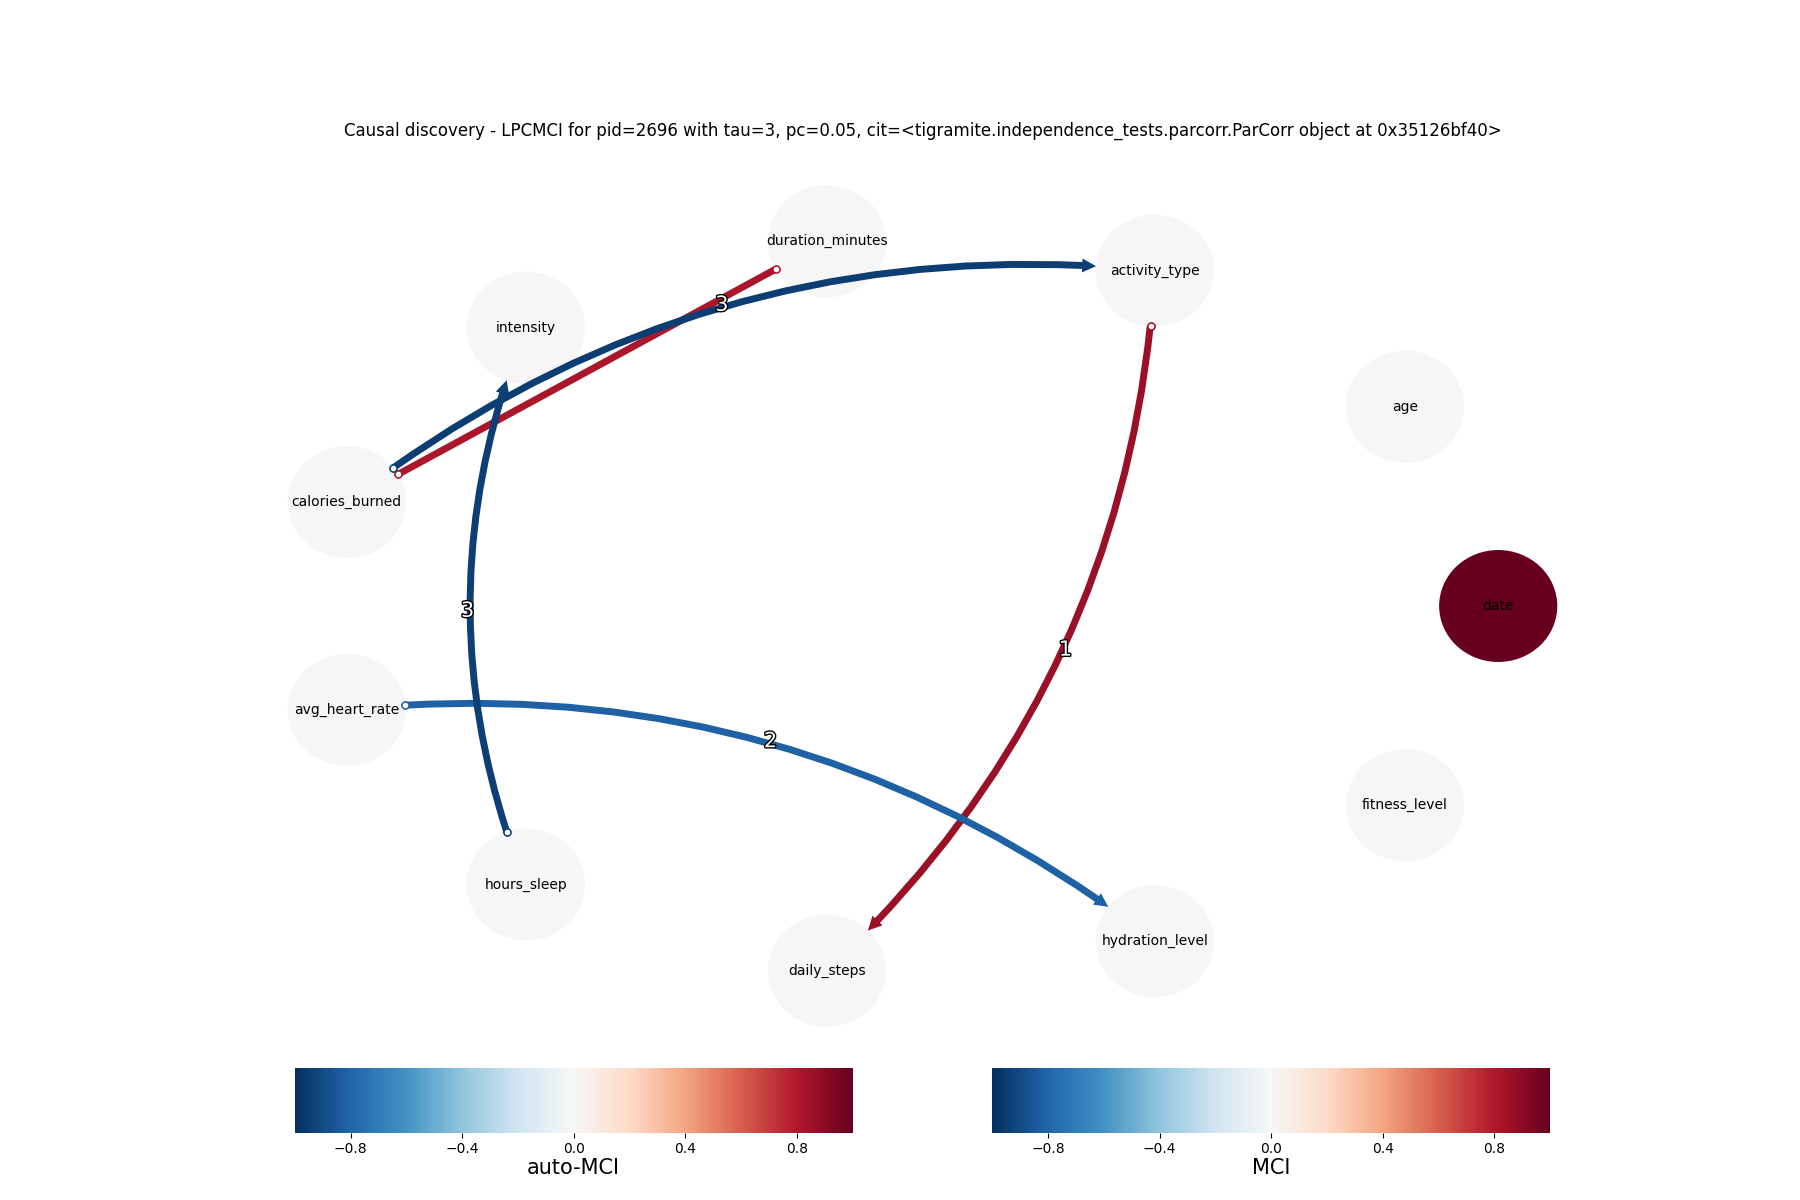 Causal discovery - LPCMCI for pid=2696 with tau=3, pc=0.05, cit=<tigramite.independence_tests.parcorr.ParCorr object at 0x35126bf40>
duration_minutes
activity_type
3
intensity
age
calories_burned
date
3
1
avg_heart_rate
2
fitness_level
hours_sleep
hydration_level
daily_steps
−0.8 −0.4 0.0 0.4 0.8
auto-MCI
−0.8 −0.4 0.0 0.4 0.8
MCI